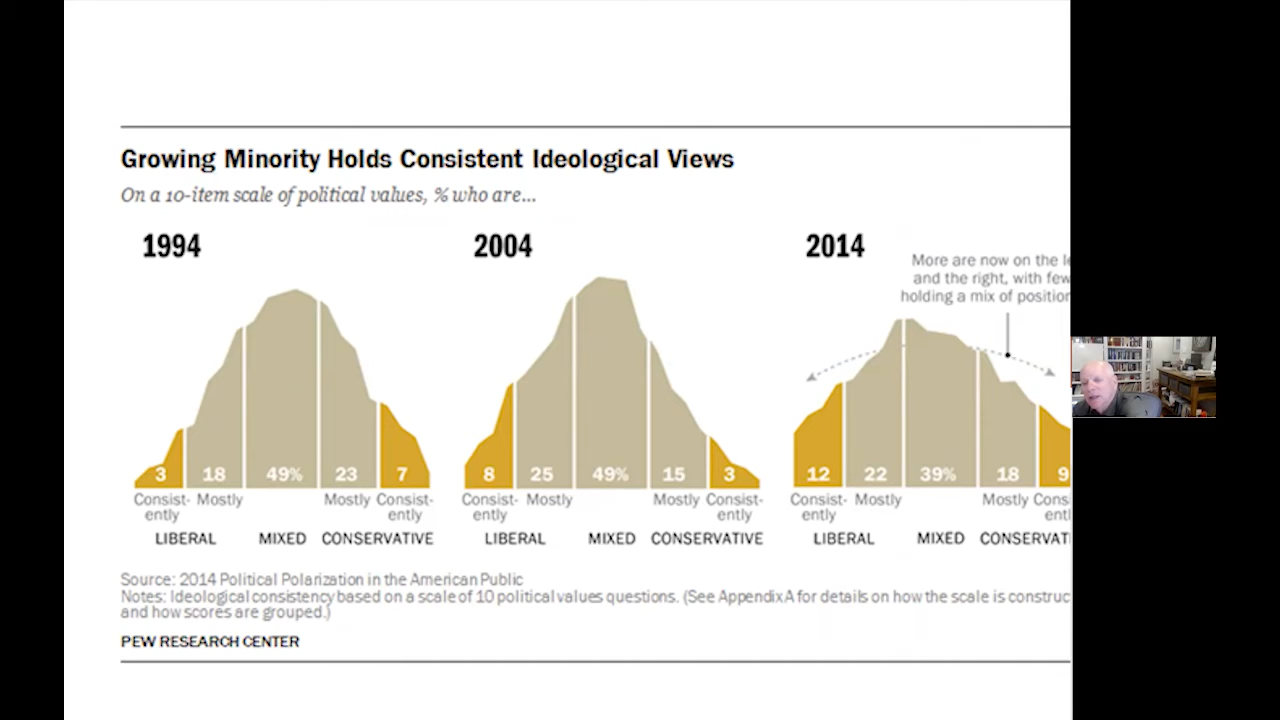 Growing Minority Holds Consistent Ideological Views
On a 10-item scale of political values, % who are...
1994
2004
2014
More are now on the le
and the right, with few
holding a mix of position
3 18 49% 23 7
8 25 49% 15 3
12 22 39% 18 9
Consist-ently Mostly Mostly Consist-ently
LIBERAL MIXED CONSERVATIVE
Consist-ently Mostly Mostly Consist-ently
LIBERAL MIXED CONSERVATIVE
Consist-ently Mostly Mostly Cons
entl
LIBERAL MIXED CONSERVAT
Source: 2014 Political Polarization in the American Public
Notes: Ideological consistency based on a scale of 10 political values questions. (See Appendix A for details on how the scale is construc
and how scores are grouped.)
PEW RESEARCH CENTER